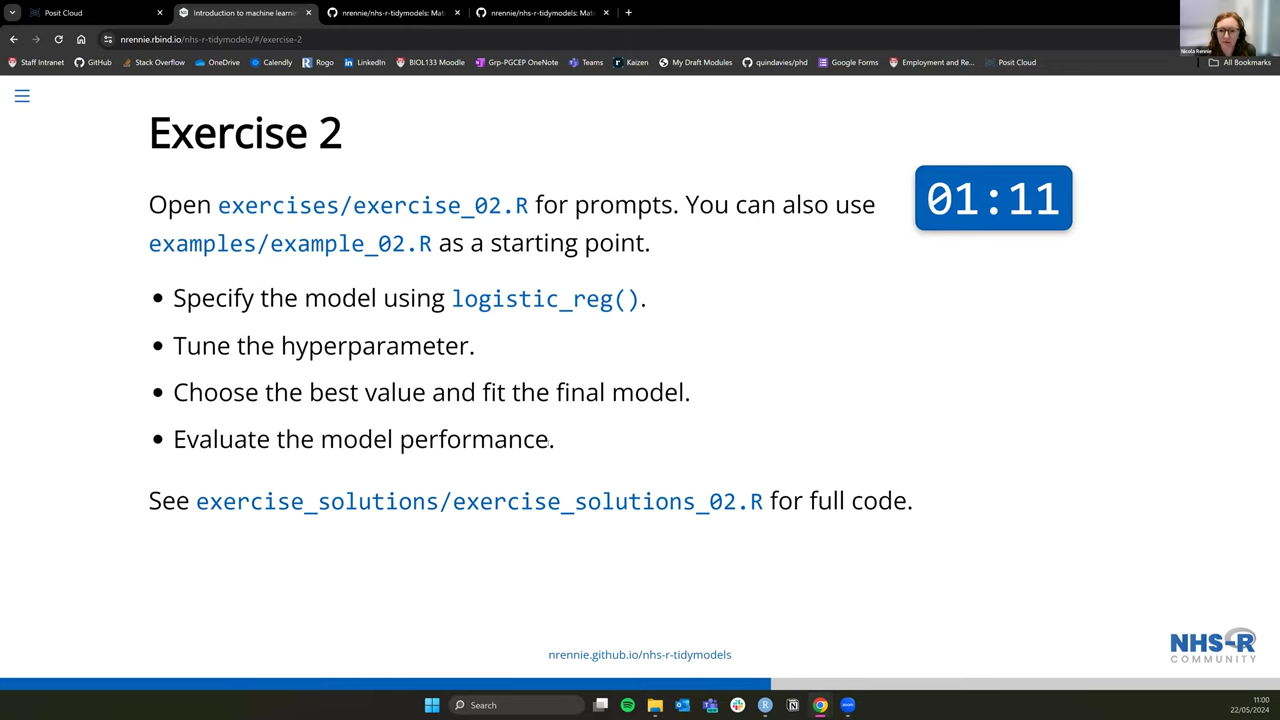 Posit Cloud
Introduction to machine learni
nrennie/nhs-r-tidymodels: Mate
nrennie/nhs-r-tidymodels: Mate
nrennie.rbind.io/nhs-r-tidymodels/#/exercise-2
Staff Intranet GitHub Stack Overflow OneDrive Calendly Rogo LinkedIn BIOL133 Moodle Grp-PGCEP OneNote Teams Kaizen My Draft Modules quindavies/phd Google Forms Employment and Re... Posit Cloud All Bookmarks
Nicola Rennie
Exercise 2
01:11
Open exercises/exercise_02.R for prompts. You can also use
examples/example_02.R as a starting point.
• Specify the model using logistic_reg().
• Tune the hyperparameter.
• Choose the best value and fit the final model.
• Evaluate the model performance.
See exercise_solutions/exercise_solutions_02.R for full code.
NHS-R
COMMUNITY
nrennie.github.io/nhs-r-tidymodels
Search
11:00
22/05/2024